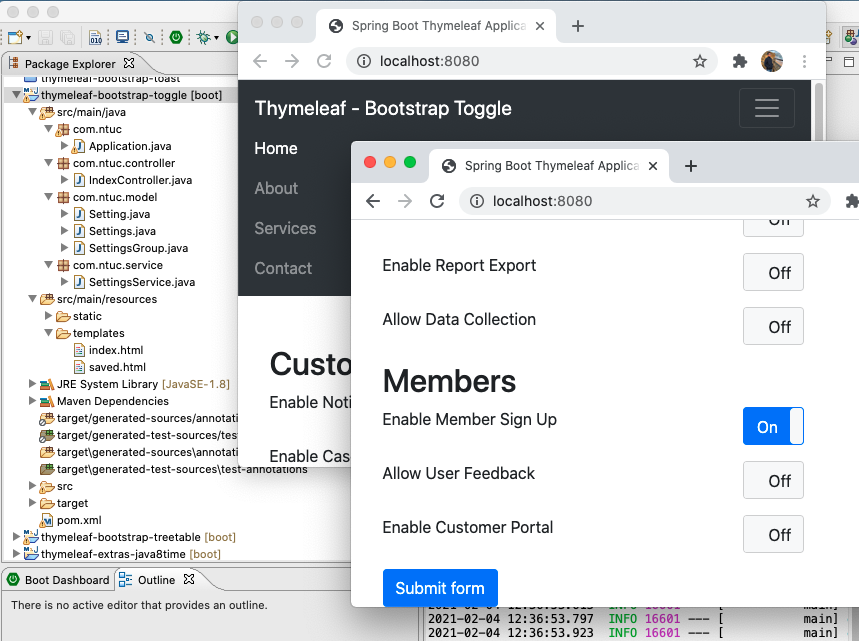 Package Explorer
thymeleaf-bootstrap-toast
thymeleaf-bootstrap-toggle [boot]
src/main/java
com.ntuc
Application.java
com.ntuc.controller
IndexController.java
com.ntuc.model
Setting.java
Settings.java
SettingsGroup.java
com.ntuc.service
SettingsService.java
src/main/resources
static
templates
index.html
saved.html
JRE System Library [JavaSE-1.8]
Maven Dependencies
target/generated-sources/annotati
target/generated-test-sources/tes
target\generated-sources\annotati
target\generated-test-sources\test-annotations
src
target
pom.xml
thymeleaf-bootstrap-treetable [boot]
thymeleaf-extras-java8time [boot]
Boot Dashboard
Outline
There is no active editor that provides an outline.
Spring Boot Thymeleaf Applica
localhost:8080
Thymeleaf - Bootstrap Toggle
Home
About
Services
Contact
Custo
Enable Noti
Enable Cas
Spring Boot Thymeleaf Applica
localhost:8080
Off
Enable Report Export Off
Allow Data Collection Off
Members
Enable Member Sign Up On
Allow User Feedback Off
Enable Customer Portal Off
Submit form
2021-02-04 12:36:53.613 INFO 16601 --- [ main]
2021-02-04 12:36:53.797 INFO 16601 --- [ main]
2021-02-04 12:36:53.923 INFO 16601 --- [ main]